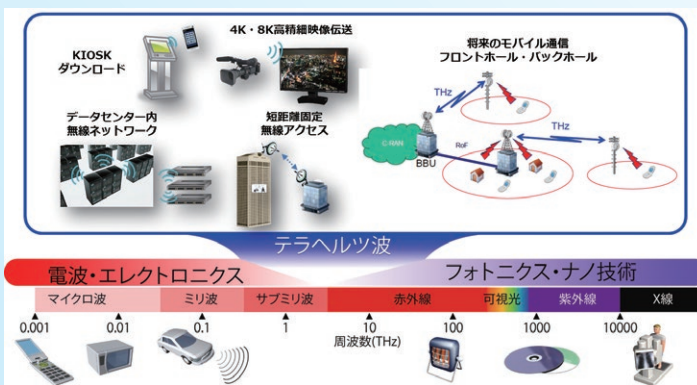 KIOSK
ダウンロード
4K・8K高精細映像伝送
将来のモバイル通信
フロントホール・バックホール
データセンター内
無線ネットワーク
短距離固定
無線アクセス
THz
THz
C-RAN
BBU
RoF
テラヘルツ波
電波・エレクトロニクス
フォトニクス・ナノ技術
マイクロ波
ミリ波
サブミリ波
赤外線
可視光
紫外線
X線
0.001
0.01
0.1
1
10
100
1000
10000
周波数(THz)